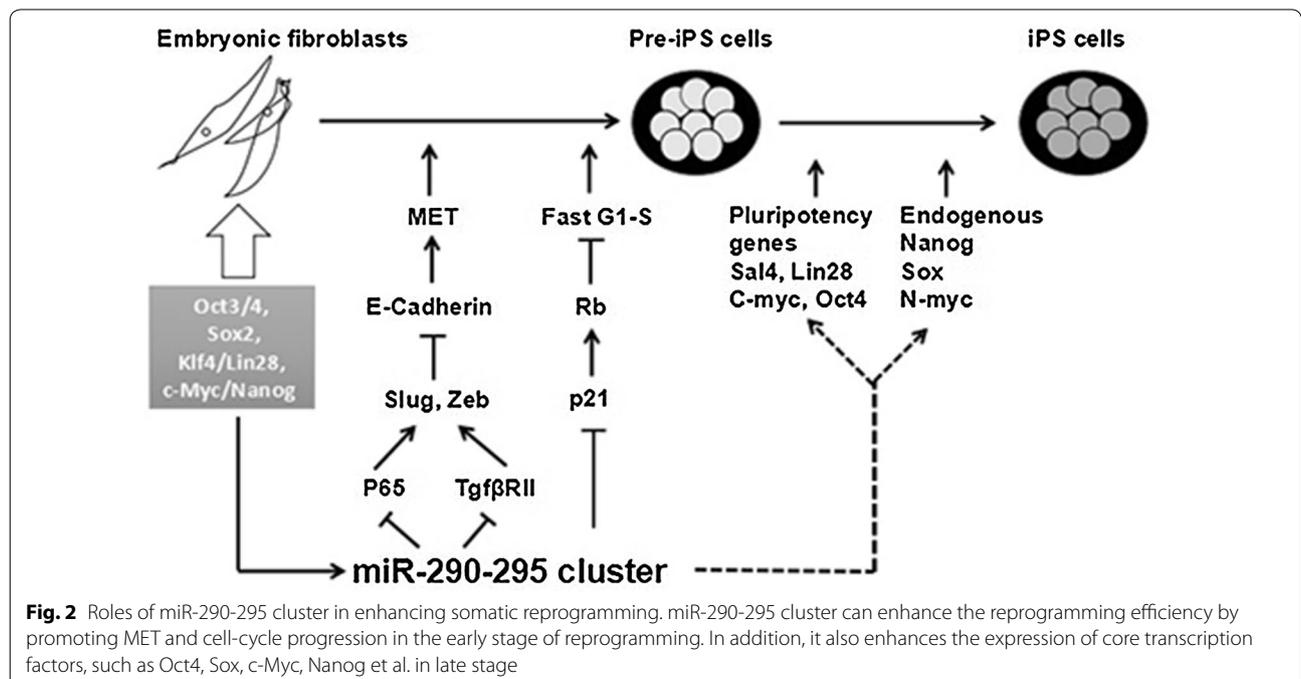 Embryonic fibroblasts
Pre-iPS cells
iPS cells
MET
Fast G1-S
Pluripotency
genes
Sal4, Lin28
C-myc, Oct4
Endogenous
Nanog
Sox
N-myc
Oct3/4,
Sox2,
Klf4/Lin28,
c-Myc/Nanog
E-Cadherin
Rb
Slug, Zeb
p21
P65
TgfβRII
miR-290-295 cluster
Fig. 2 Roles of miR-290-295 cluster in enhancing somatic reprogramming. miR-290-295 cluster can enhance the reprogramming efficiency by
promoting MET and cell-cycle progression in the early stage of reprogramming. In addition, it also enhances the expression of core transcription
factors, such as Oct4, Sox, c-Myc, Nanog et al. in late stage